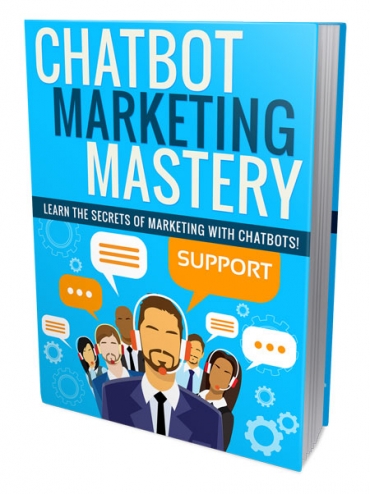 CHATBOT
MARKETING
MASTERY
LEARN THE SECRETS OF MARKETING WITH CHATBOTS!
SUPPORT